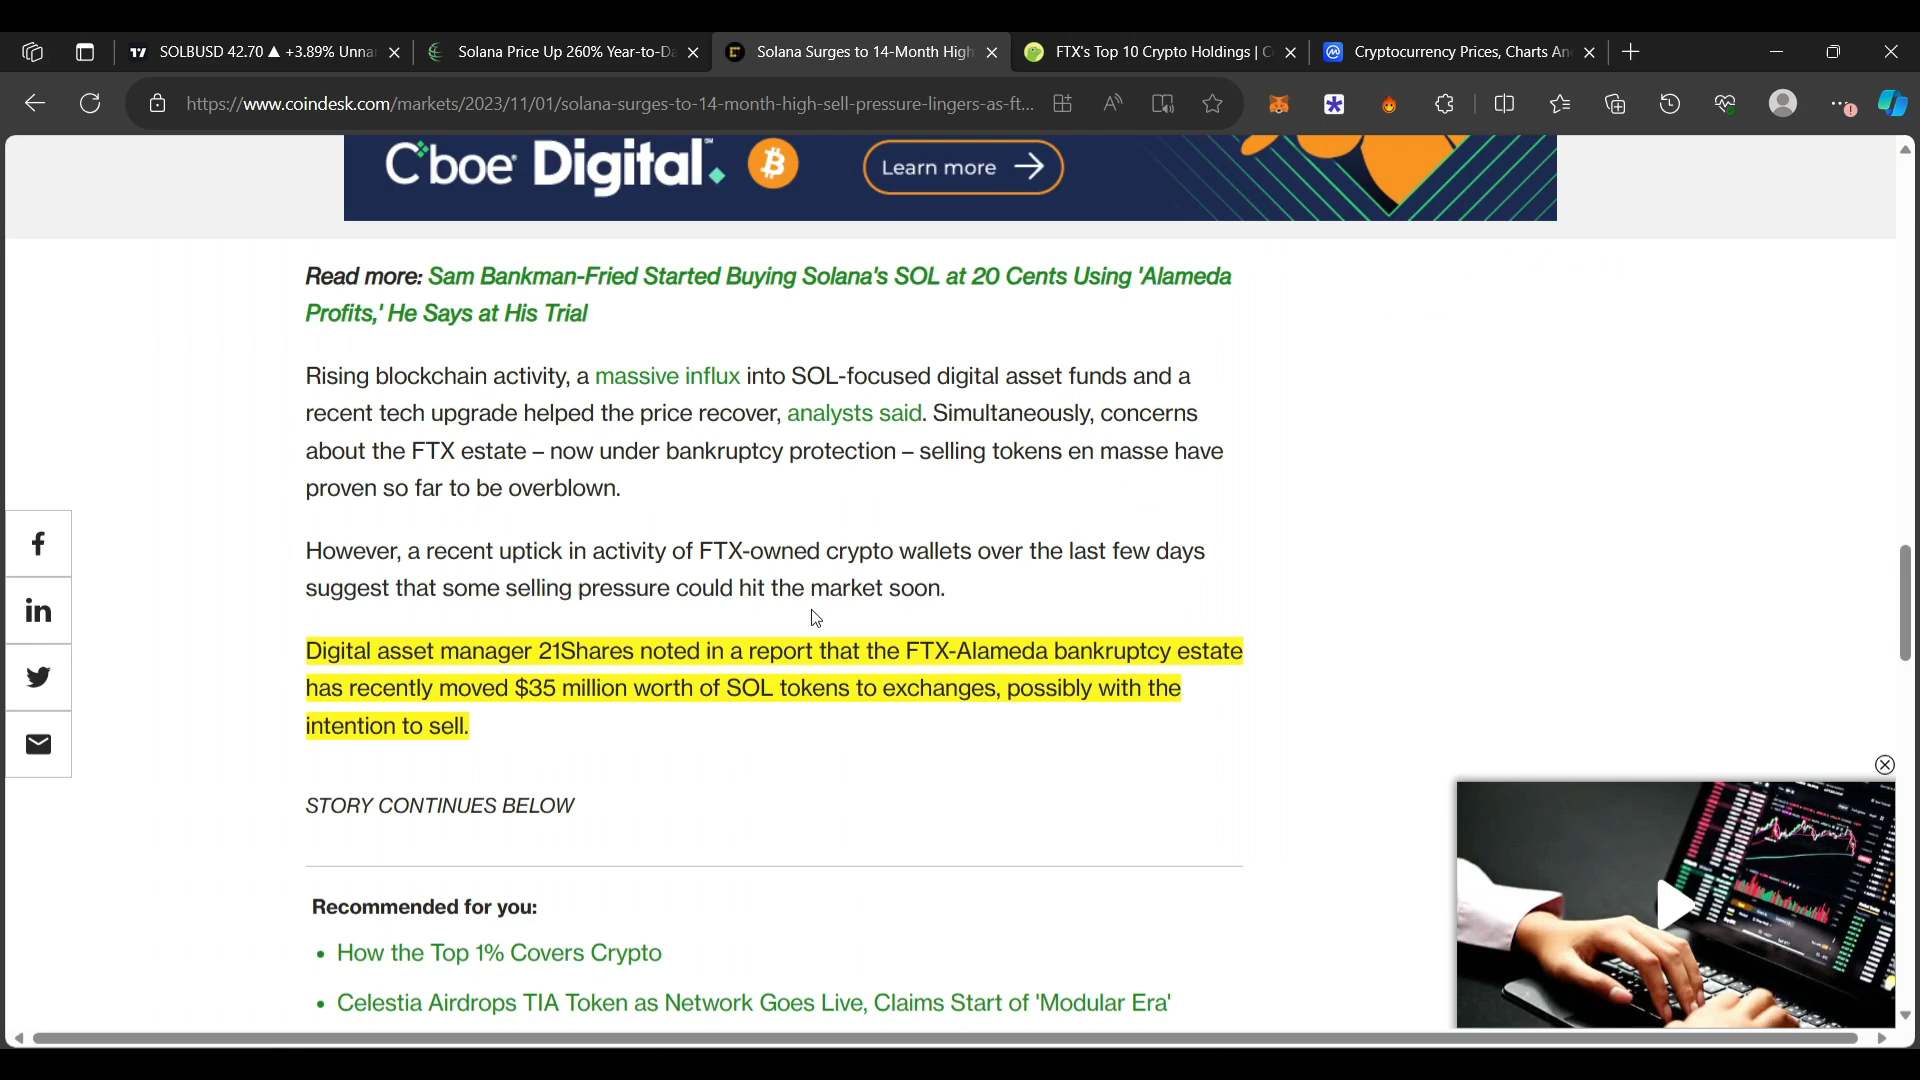 SOLBUSD 42.70 ▲ +3.89% Unna
Solana Price Up 260% Year-to-Da
Solana Surges to 14-Month High
FTX's Top 10 Crypto Holdings | C
Cryptocurrency Prices, Charts An
https://www.coindesk.com/markets/2023/11/01/solana-surges-to-14-month-high-sell-pressure-lingers-as-ft...
Cboe Digital
Learn more →
Read more: Sam Bankman-Fried Started Buying Solana's SOL at 20 Cents Using 'Alameda
Profits,' He Says at His Trial
Rising blockchain activity, a massive influx into SOL-focused digital asset funds and a
recent tech upgrade helped the price recover, analysts said. Simultaneously, concerns
about the FTX estate – now under bankruptcy protection – selling tokens en masse have
proven so far to be overblown.
However, a recent uptick in activity of FTX-owned crypto wallets over the last few days
suggest that some selling pressure could hit the market soon.
Digital asset manager 21Shares noted in a report that the FTX-Alameda bankruptcy estate
has recently moved $35 million worth of SOL tokens to exchanges, possibly with the
intention to sell.
STORY CONTINUES BELOW
Recommended for you:
• How the Top 1% Covers Crypto
• Celestia Airdrops TIA Token as Network Goes Live, Claims Start of 'Modular Era'